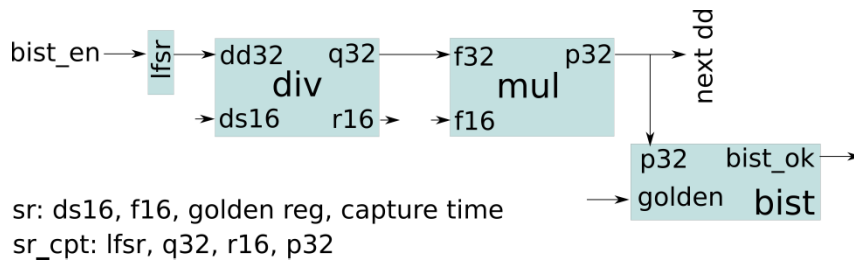 bist_en
lfsr
dd32 q32
div
ds16 r16
f32 p32
mul
f16
next dd
p32 bist_ok
golden bist
sr: ds16, f16, golden reg, capture time
sr_cpt: lfsr, q32, r16, p32